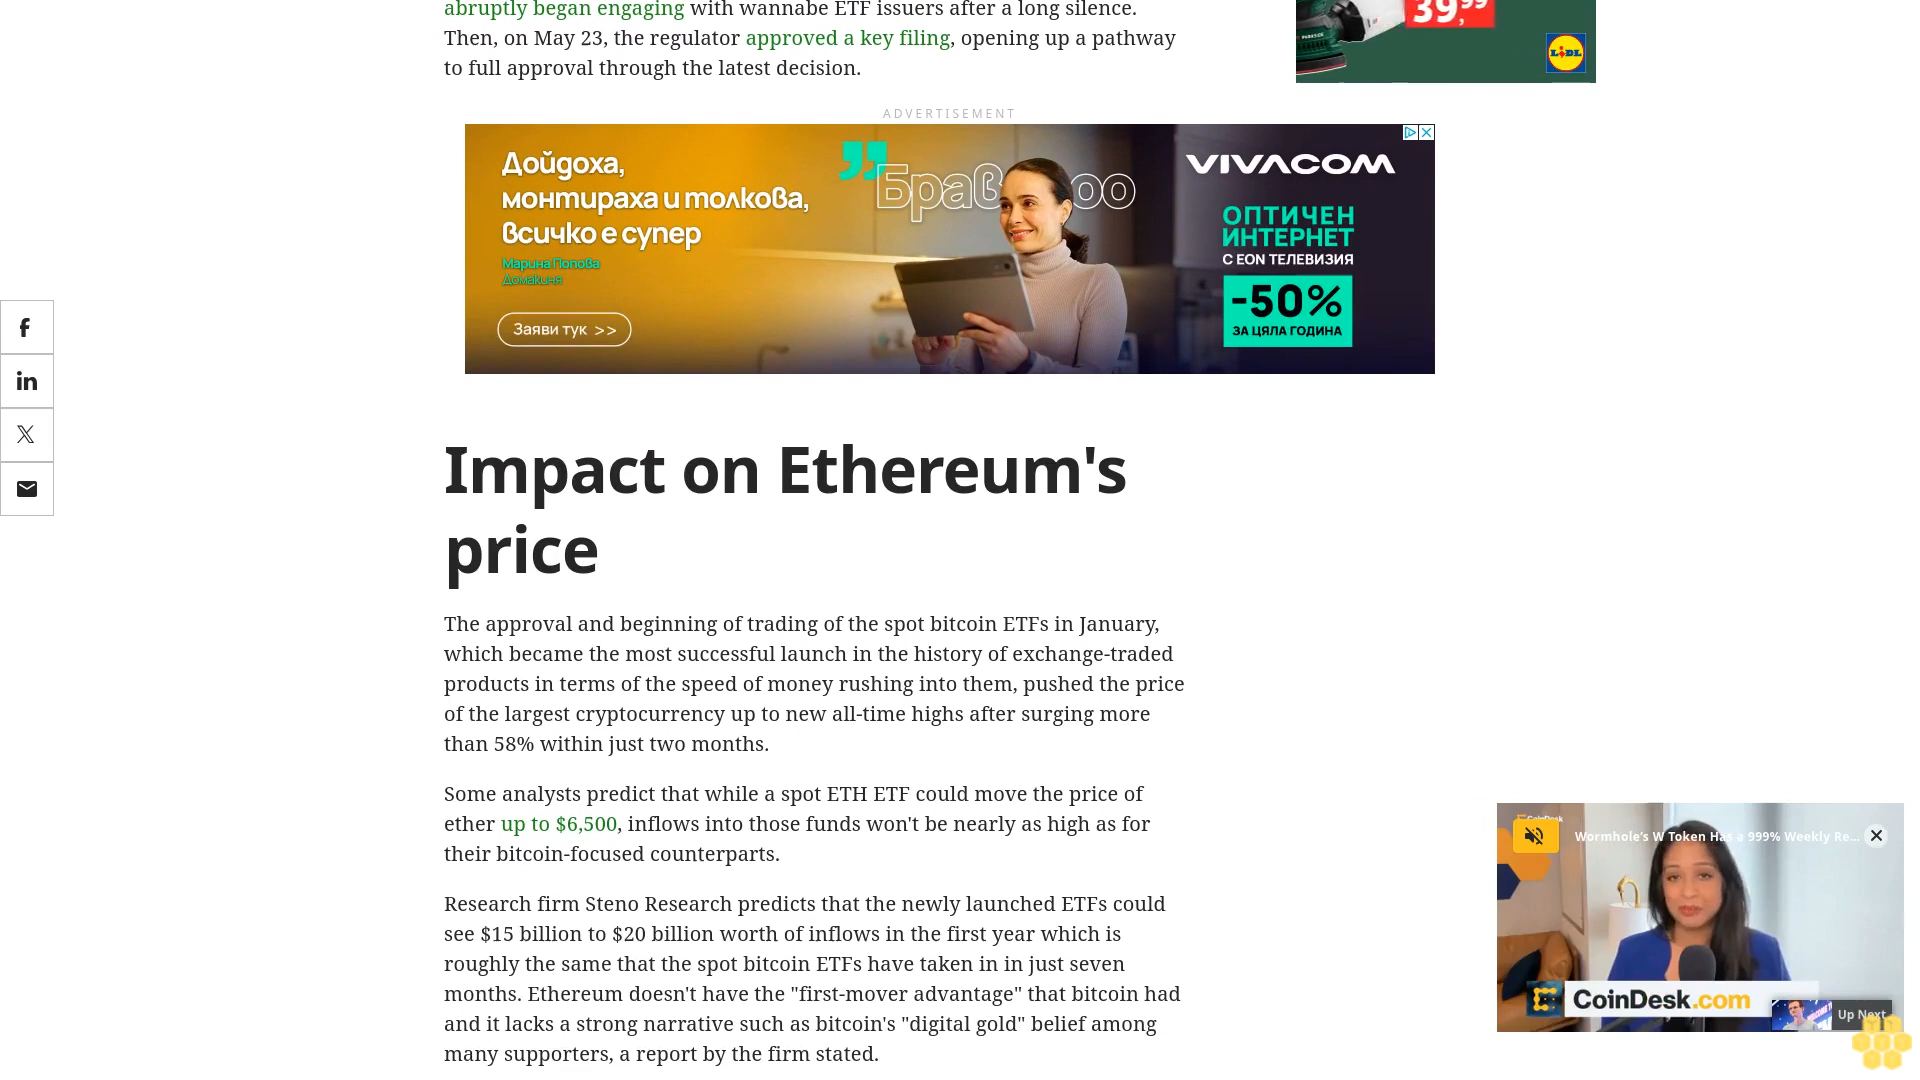 abruptly began engaging with wannabe ETF issuers after a long silence.
Then, on May 23, the regulator approved a key filing, opening up a pathway
to full approval through the latest decision.
39,99
PARKSIDE
LIDL
ADVERTISEMENT
Дойдоха,
монтираха и толкова,
всичко е супер
Марина Попова
Домакиня
Заяви тук >>
VIVACOM
ОПТИЧЕН
ИНТЕРНЕТ
С EON ТЕЛЕВИЗИЯ
-50%
ЗА ЦЯЛА ГОДИНА
f
in
X
Impact on Ethereum's
price
The approval and beginning of trading of the spot bitcoin ETFs in January,
which became the most successful launch in the history of exchange-traded
products in terms of the speed of money rushing into them, pushed the price
of the largest cryptocurrency up to new all-time highs after surging more
than 58% within just two months.
Some analysts predict that while a spot ETH ETF could move the price of
ether up to $6,500, inflows into those funds won't be nearly as high as for
their bitcoin-focused counterparts.
Research firm Steno Research predicts that the newly launched ETFs could
see $15 billion to $20 billion worth of inflows in the first year which is
roughly the same that the spot bitcoin ETFs have taken in in just seven
months. Ethereum doesn't have the "first-mover advantage" that bitcoin had
and it lacks a strong narrative such as bitcoin's "digital gold" belief among
many supporters, a report by the firm stated.
CoinDesk
Wormhole's W Token Has a 999% Weekly Re...
CoinDesk.com
Up Next